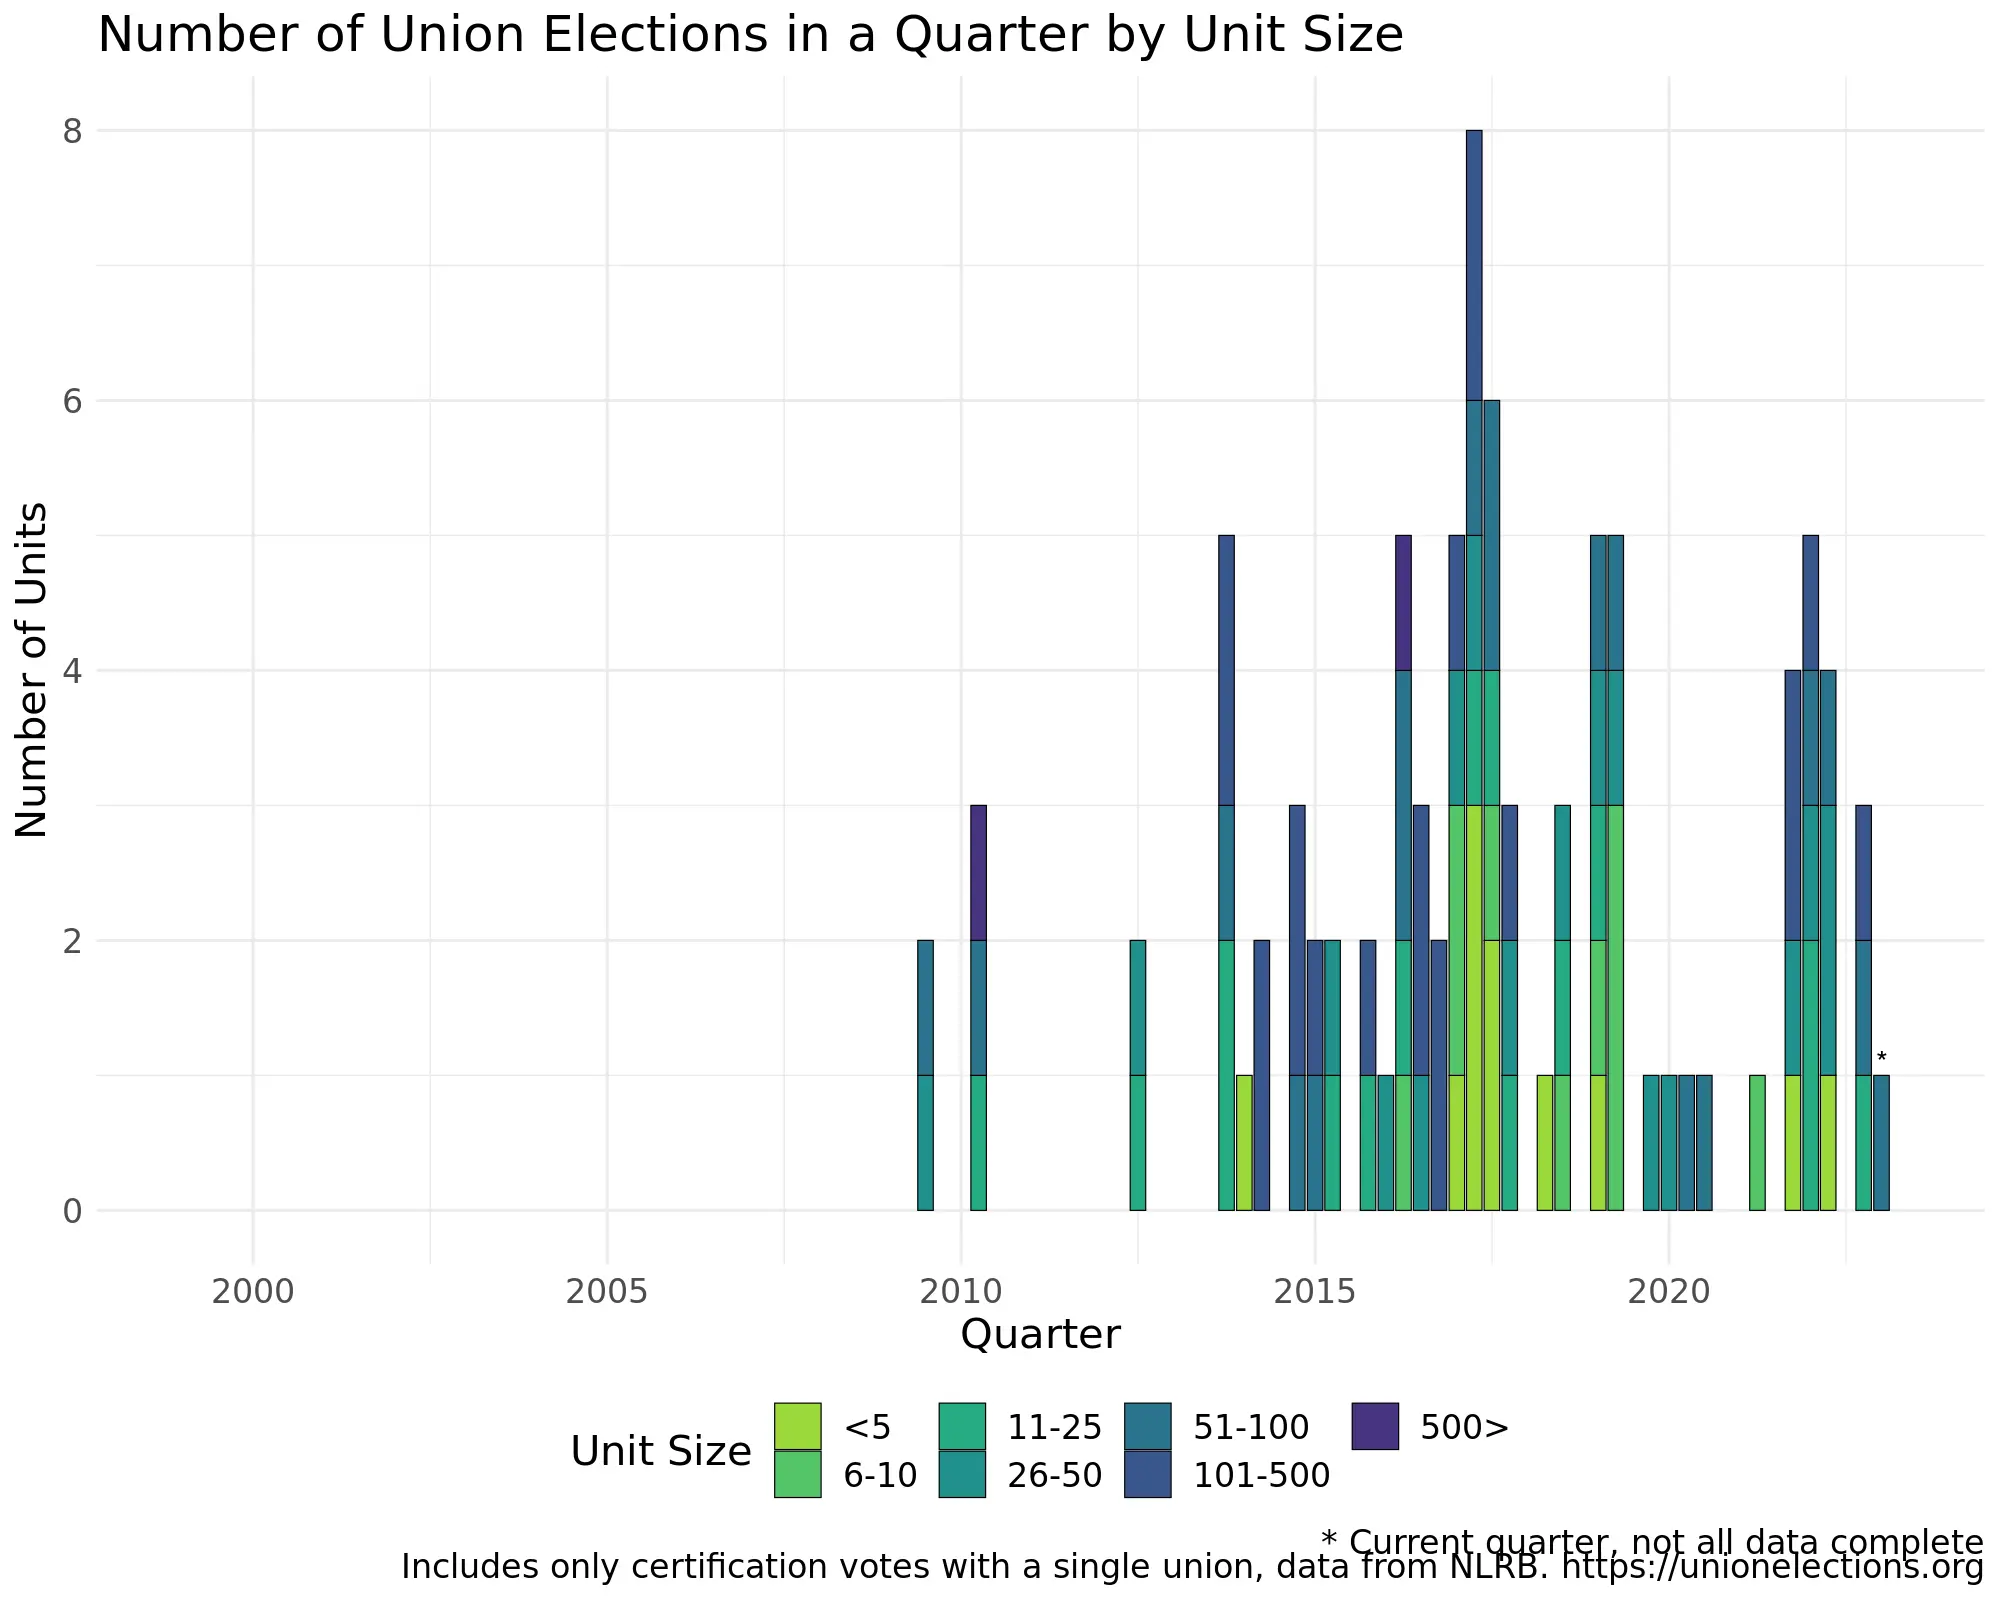 Number of Union Elections in a Quarter by Unit Size
8
6
4
2
0
Number of Units
*
2000 2005 2010 2015 2020
Quarter
Unit Size
<5 11-25 51-100 500>
6-10 26-50 101-500
* Current quarter, not all data complete
Includes only certification votes with a single union, data from NLRB. https://unionelections.org